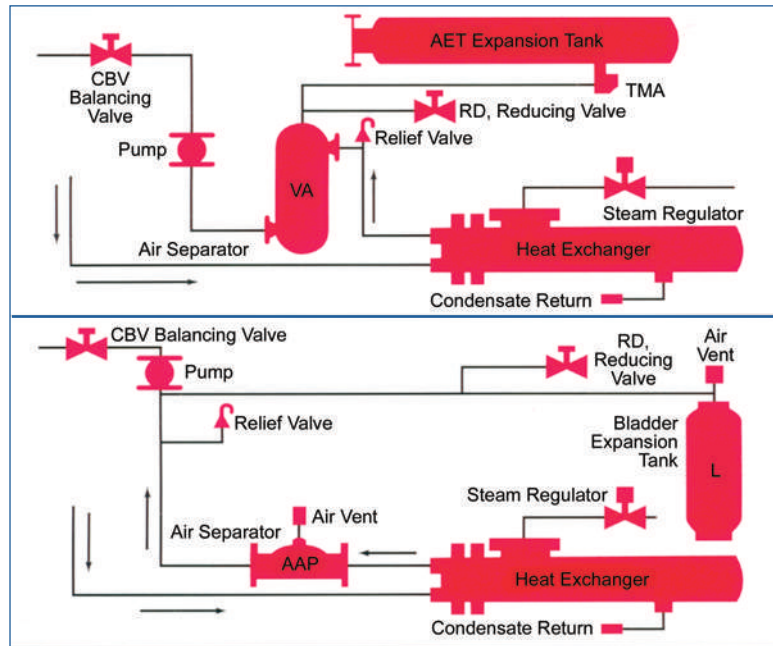 AET Expansion Tank
CBV
Balancing
Valve
TMA
RD, Reducing Valve
Relief Valve
Pump
VA
Steam Regulator
Air Separator
Heat Exchanger
Condensate Return
CBV Balancing Valve
RD,
Reducing
Valve
Air
Vent
Pump
Relief Valve
Bladder
Expansion
Tank
L
Steam Regulator
Air Vent
Air Separator
AAP
Heat Exchanger
Condensate Return